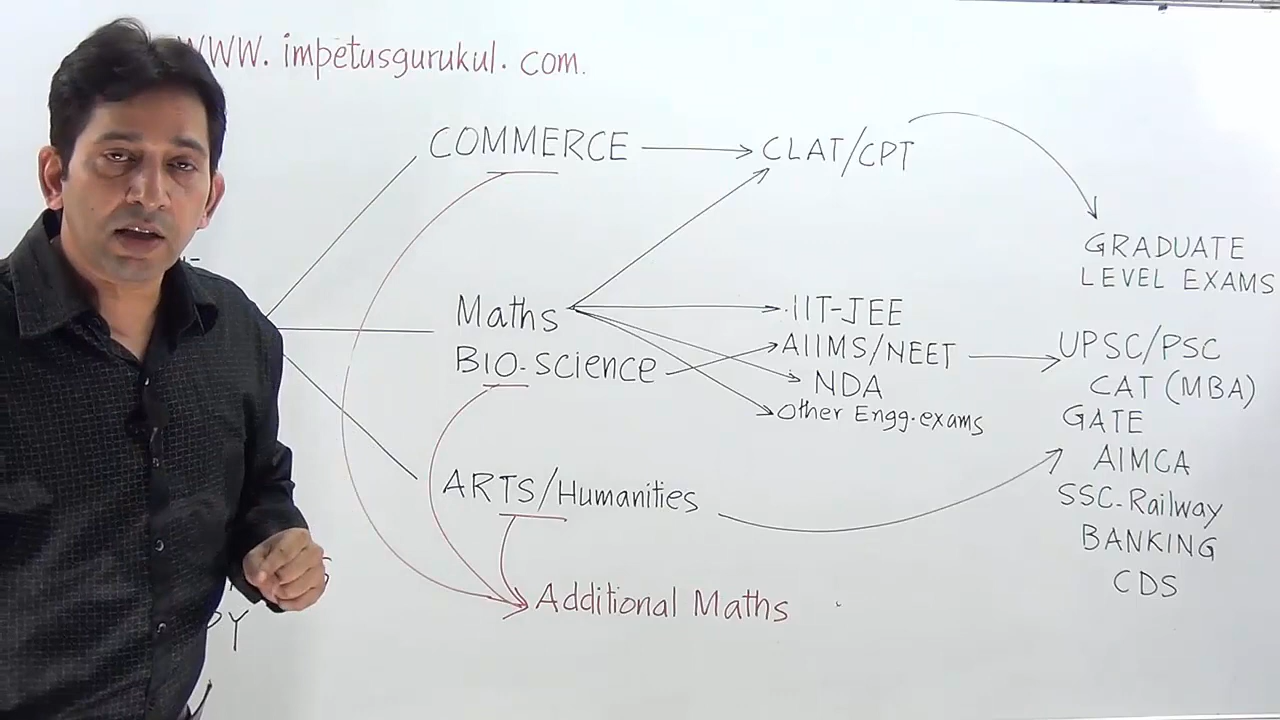 WWW. impetusgurukul. com.
COMMERCE
CLAT/CPT
GRADUATE
LEVEL EXAMS
Maths
BIO-Science
IIT-JEE
AIIMS/NEET
NDA
Other Engg. exams
UPSC/PSC
CAT (MBA)
GATE
AIMCA
SSC-Railway
BANKING
CDS
ARTS/Humanities
Additional Maths